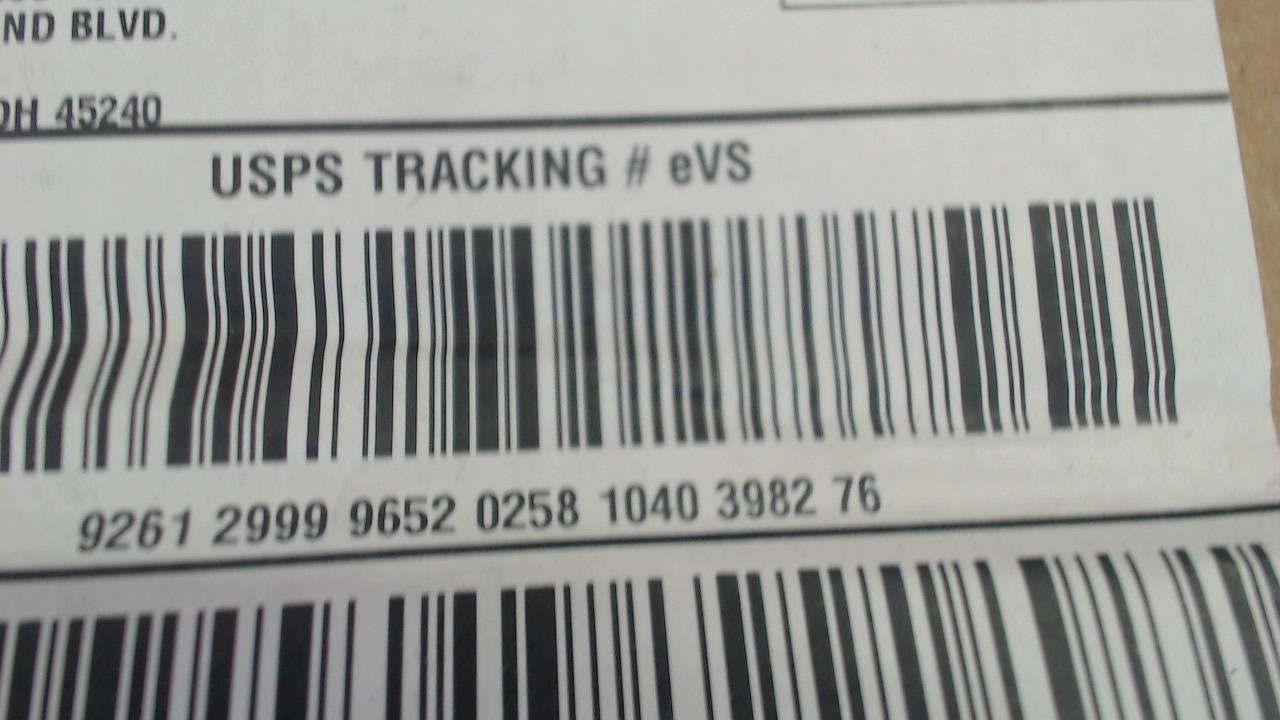 ND BLVD.
OH 45240
USPS TRACKING # eVS
9261 2999 9652 0258 1040 3982 76